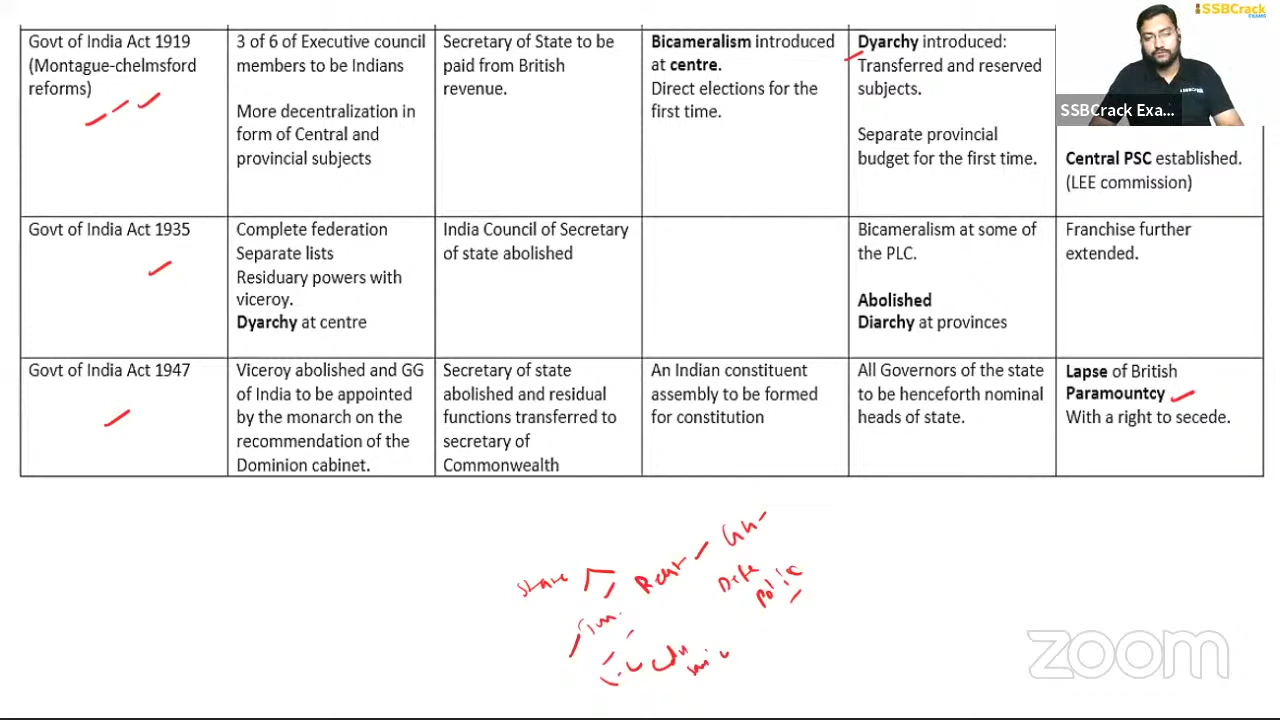 SSBCrack
EXAMS
SSBCrack Exa...
Govt of India Act 1919
(Montague-chelmsford
reforms)
3 of 6 of Executive council
members to be Indians
More decentralization in
form of Central and
provincial subjects
Secretary of State to be
paid from British
revenue.
Bicameralism introduced
at centre.
Direct elections for the
first time.
Dyarchy introduced:
Transferred and reserved
subjects.
Separate provincial
budget for the first time.
Central PSC established.
(LEE commission)
Govt of India Act 1935
Complete federation
Separate lists
Residuary powers with
viceroy.
Dyarchy at centre
India Council of Secretary
of state abolished
Bicameralism at some of
the PLC.
Abolished
Diarchy at provinces
Franchise further
extended.
Govt of India Act 1947
Viceroy abolished and GG
of India to be appointed
by the monarch on the
recommendation of the
Dominion cabinet.
Secretary of state
abolished and residual
functions transferred to
secretary of
Commonwealth
An Indian constituent
assembly to be formed
for constitution
All Governors of the state
to be henceforth nominal
heads of state.
Lapse of British
Paramountcy
With a right to secede.
zoom